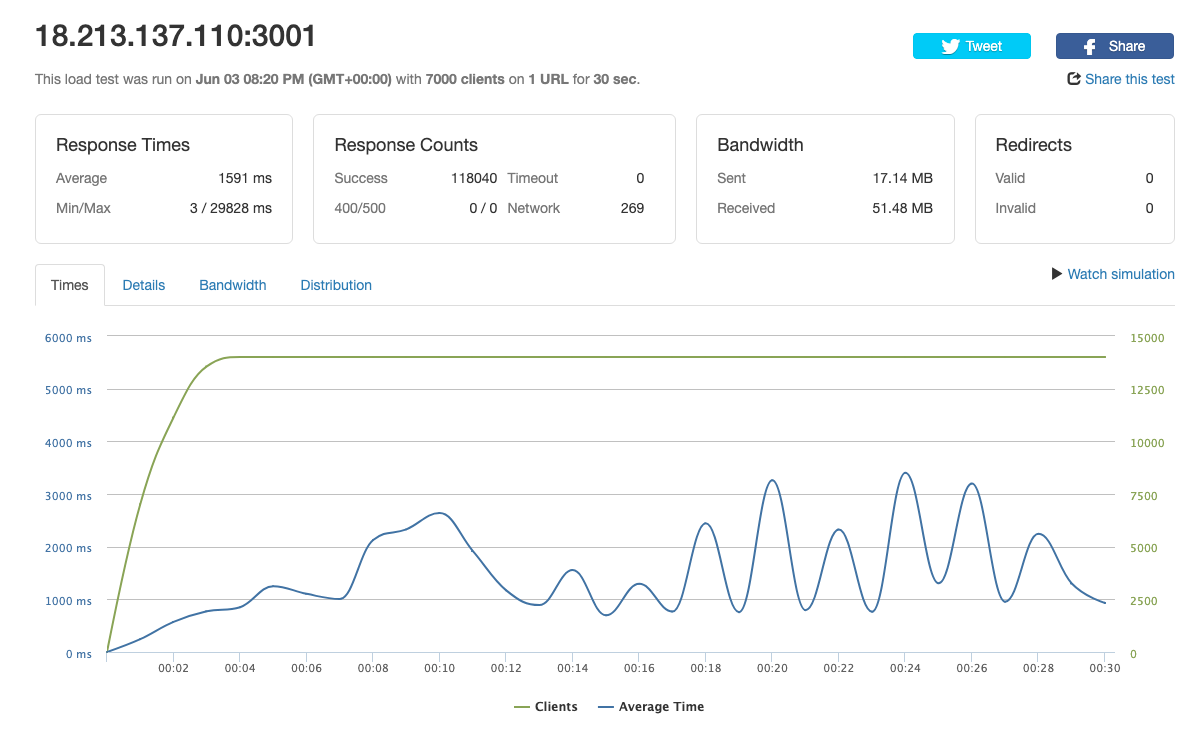 18.213.137.110:3001
Tweet
Share
This load test was run on Jun 03 08:20 PM (GMT+00:00) with 7000 clients on 1 URL for 30 sec.
Share this test
Response Times
Average 1591 ms
Min/Max 3 / 29828 ms
Response Counts
Success 118040 Timeout 0
400/500 0 / 0 Network 269
Bandwidth
Sent 17.14 MB
Received 51.48 MB
Redirects
Valid 0
Invalid 0
Times Details Bandwidth Distribution
Watch simulation
6000 ms 15000
5000 ms 12500
4000 ms 10000
3000 ms 7500
2000 ms 5000
1000 ms 2500
0 ms 0
00:02 00:04 00:06 00:08 00:10 00:12 00:14 00:16 00:18 00:20 00:22 00:24 00:26 00:28 00:30
Clients Average Time